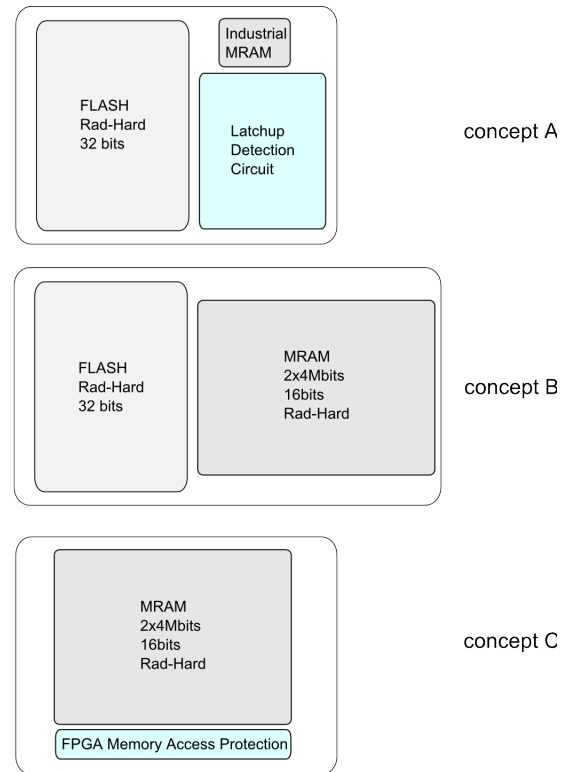 Industrial
MRAM
FLASH
Rad-Hard
32 bits
Latchup
Detection
Circuit
concept A
FLASH
Rad-Hard
32 bits
MRAM
2x4Mbits
16bits
Rad-Hard
concept B
MRAM
2x4Mbits
16bits
Rad-Hard
FPGA Memory Access Protection
concept C